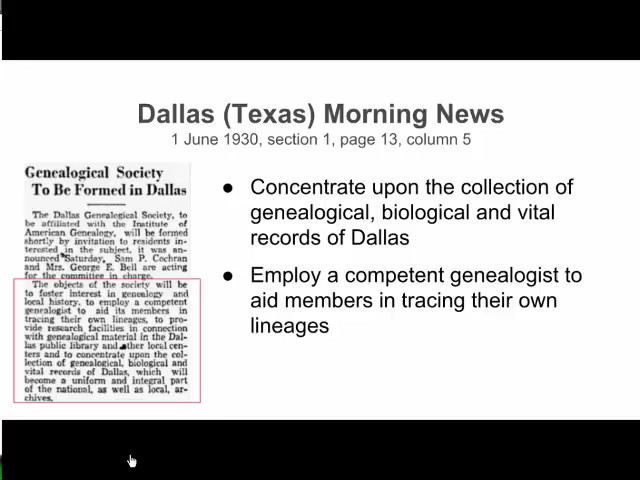 Dallas (Texas) Morning News
1 June 1930, section 1, page 13, column 5
Genealogical Society
To Be Formed in Dallas
The Dallas Genealogical Society, to
be affiliated with the Institute of
American Genealogy, will be formed
shortly by invitation to residents in-
terested in the subject, it was an-
nounced Saturday. Sam P. Cochran
and Mrs. George E. Bell are acting
for the committee in charge.
The objects of the society will be
to foster interest in genealogy and
local history, to employ a competent
genealogist to aid its members in
tracing their own lineages, to pro-
vide research facilities in connection
with genealogical material in the Dal-
las public library and other local cen-
ters and to concentrate upon the col-
lection of genealogical, biological and
vital records of Dallas, which will
become a uniform and integral part
of the national, as well as local, ar-
chives.
● Concentrate upon the collection of
genealogical, biological and vital
records of Dallas
● Employ a competent genealogist to
aid members in tracing their own
lineages